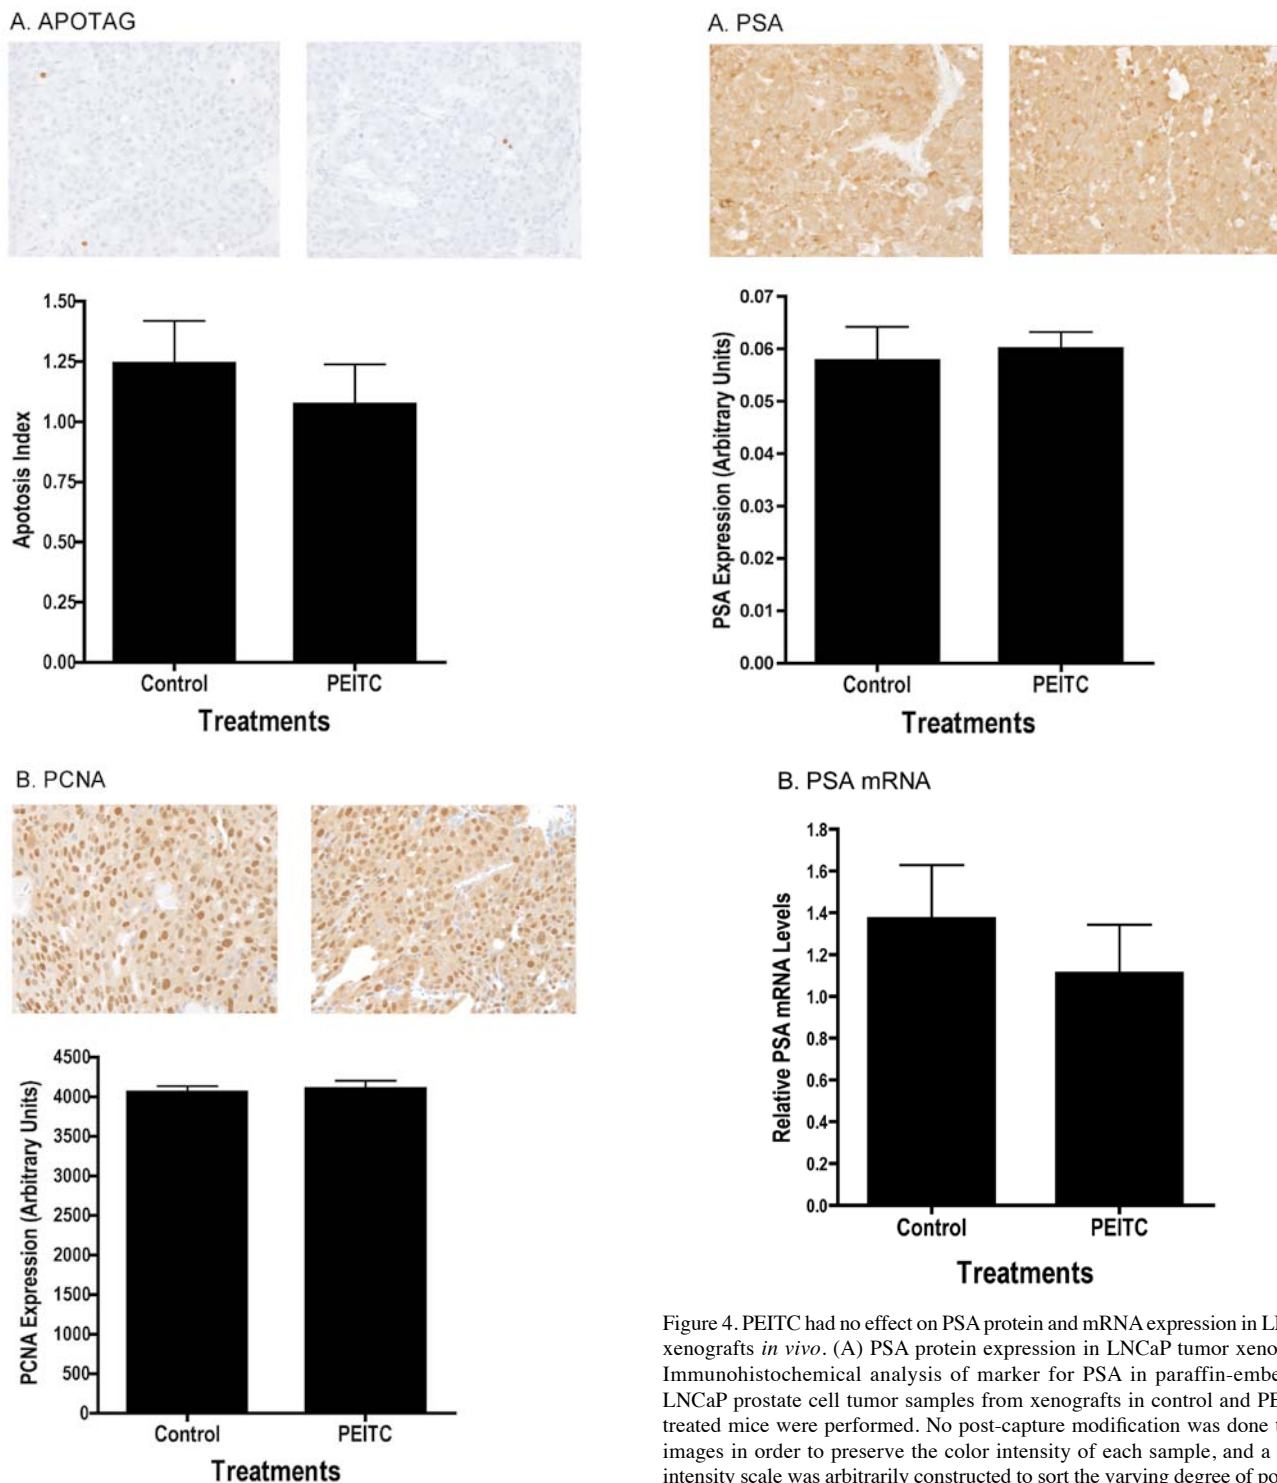 A. APOTAG
1.50
1.25
1.00
0.75
0.50
0.25
0.00
Apotosis Index
Control PEITC
Treatments
B. PCNA
4500
4000
3500
3000
2500
2000
1500
1000
500
0
PCNA Expression (Arbitrary Units)
Control PEITC
Treatments
A. PSA
0.07
0.06
0.05
0.04
0.03
0.02
0.01
0.00
PSA Expression (Arbitrary Units)
Control PEITC
Treatments
B. PSA mRNA
1.8
1.6
1.4
1.2
1.0
0.8
0.6
0.4
0.2
0.0
Relative PSA mRNA Levels
Control PEITC
Treatments
Figure 4. PEITC had no effect on PSA protein and mRNA expression in
xenografts in vivo. (A) PSA protein expression in LNCaP tumor
Immunohistochemical analysis of marker for PSA in
LNCaP prostate cell tumor samples from xenografts in control and
treated mice were performed. No post-capture modification was done
images in order to preserve the color intensity of each sample, and a
intensity scale was arbitrarily constructed to sort the varying degree of